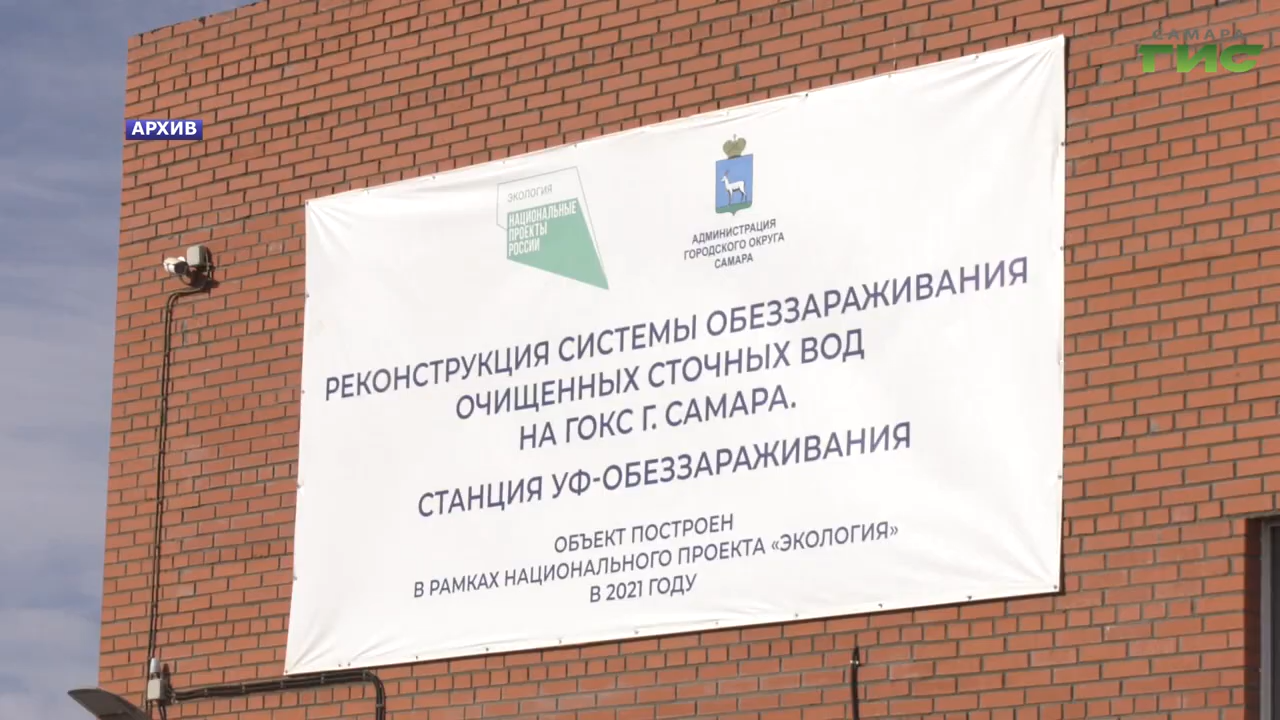 САМАРА
ГИС
АРХИВ
ЭКОЛОГИЯ
НАЦИОНАЛЬНЫЕ
ПРОЕКТЫ
РОССИИ
АДМИНИСТРАЦИЯ
ГОРОДСКОГО ОКРУГА
САМАРА
РЕКОНСТРУКЦИЯ СИСТЕМЫ ОБЕЗЗАРАЖИВАНИЯ
ОЧИЩЕННЫХ СТОЧНЫХ ВОД
НА ГОКС Г. САМАРА.
СТАНЦИЯ УФ-ОБЕЗЗАРАЖИВАНИЯ
ОБЪЕКТ ПОСТРОЕН
В РАМКАХ НАЦИОНАЛЬНОГО ПРОЕКТА «ЭКОЛОГИЯ»
В 2021 ГОДУ